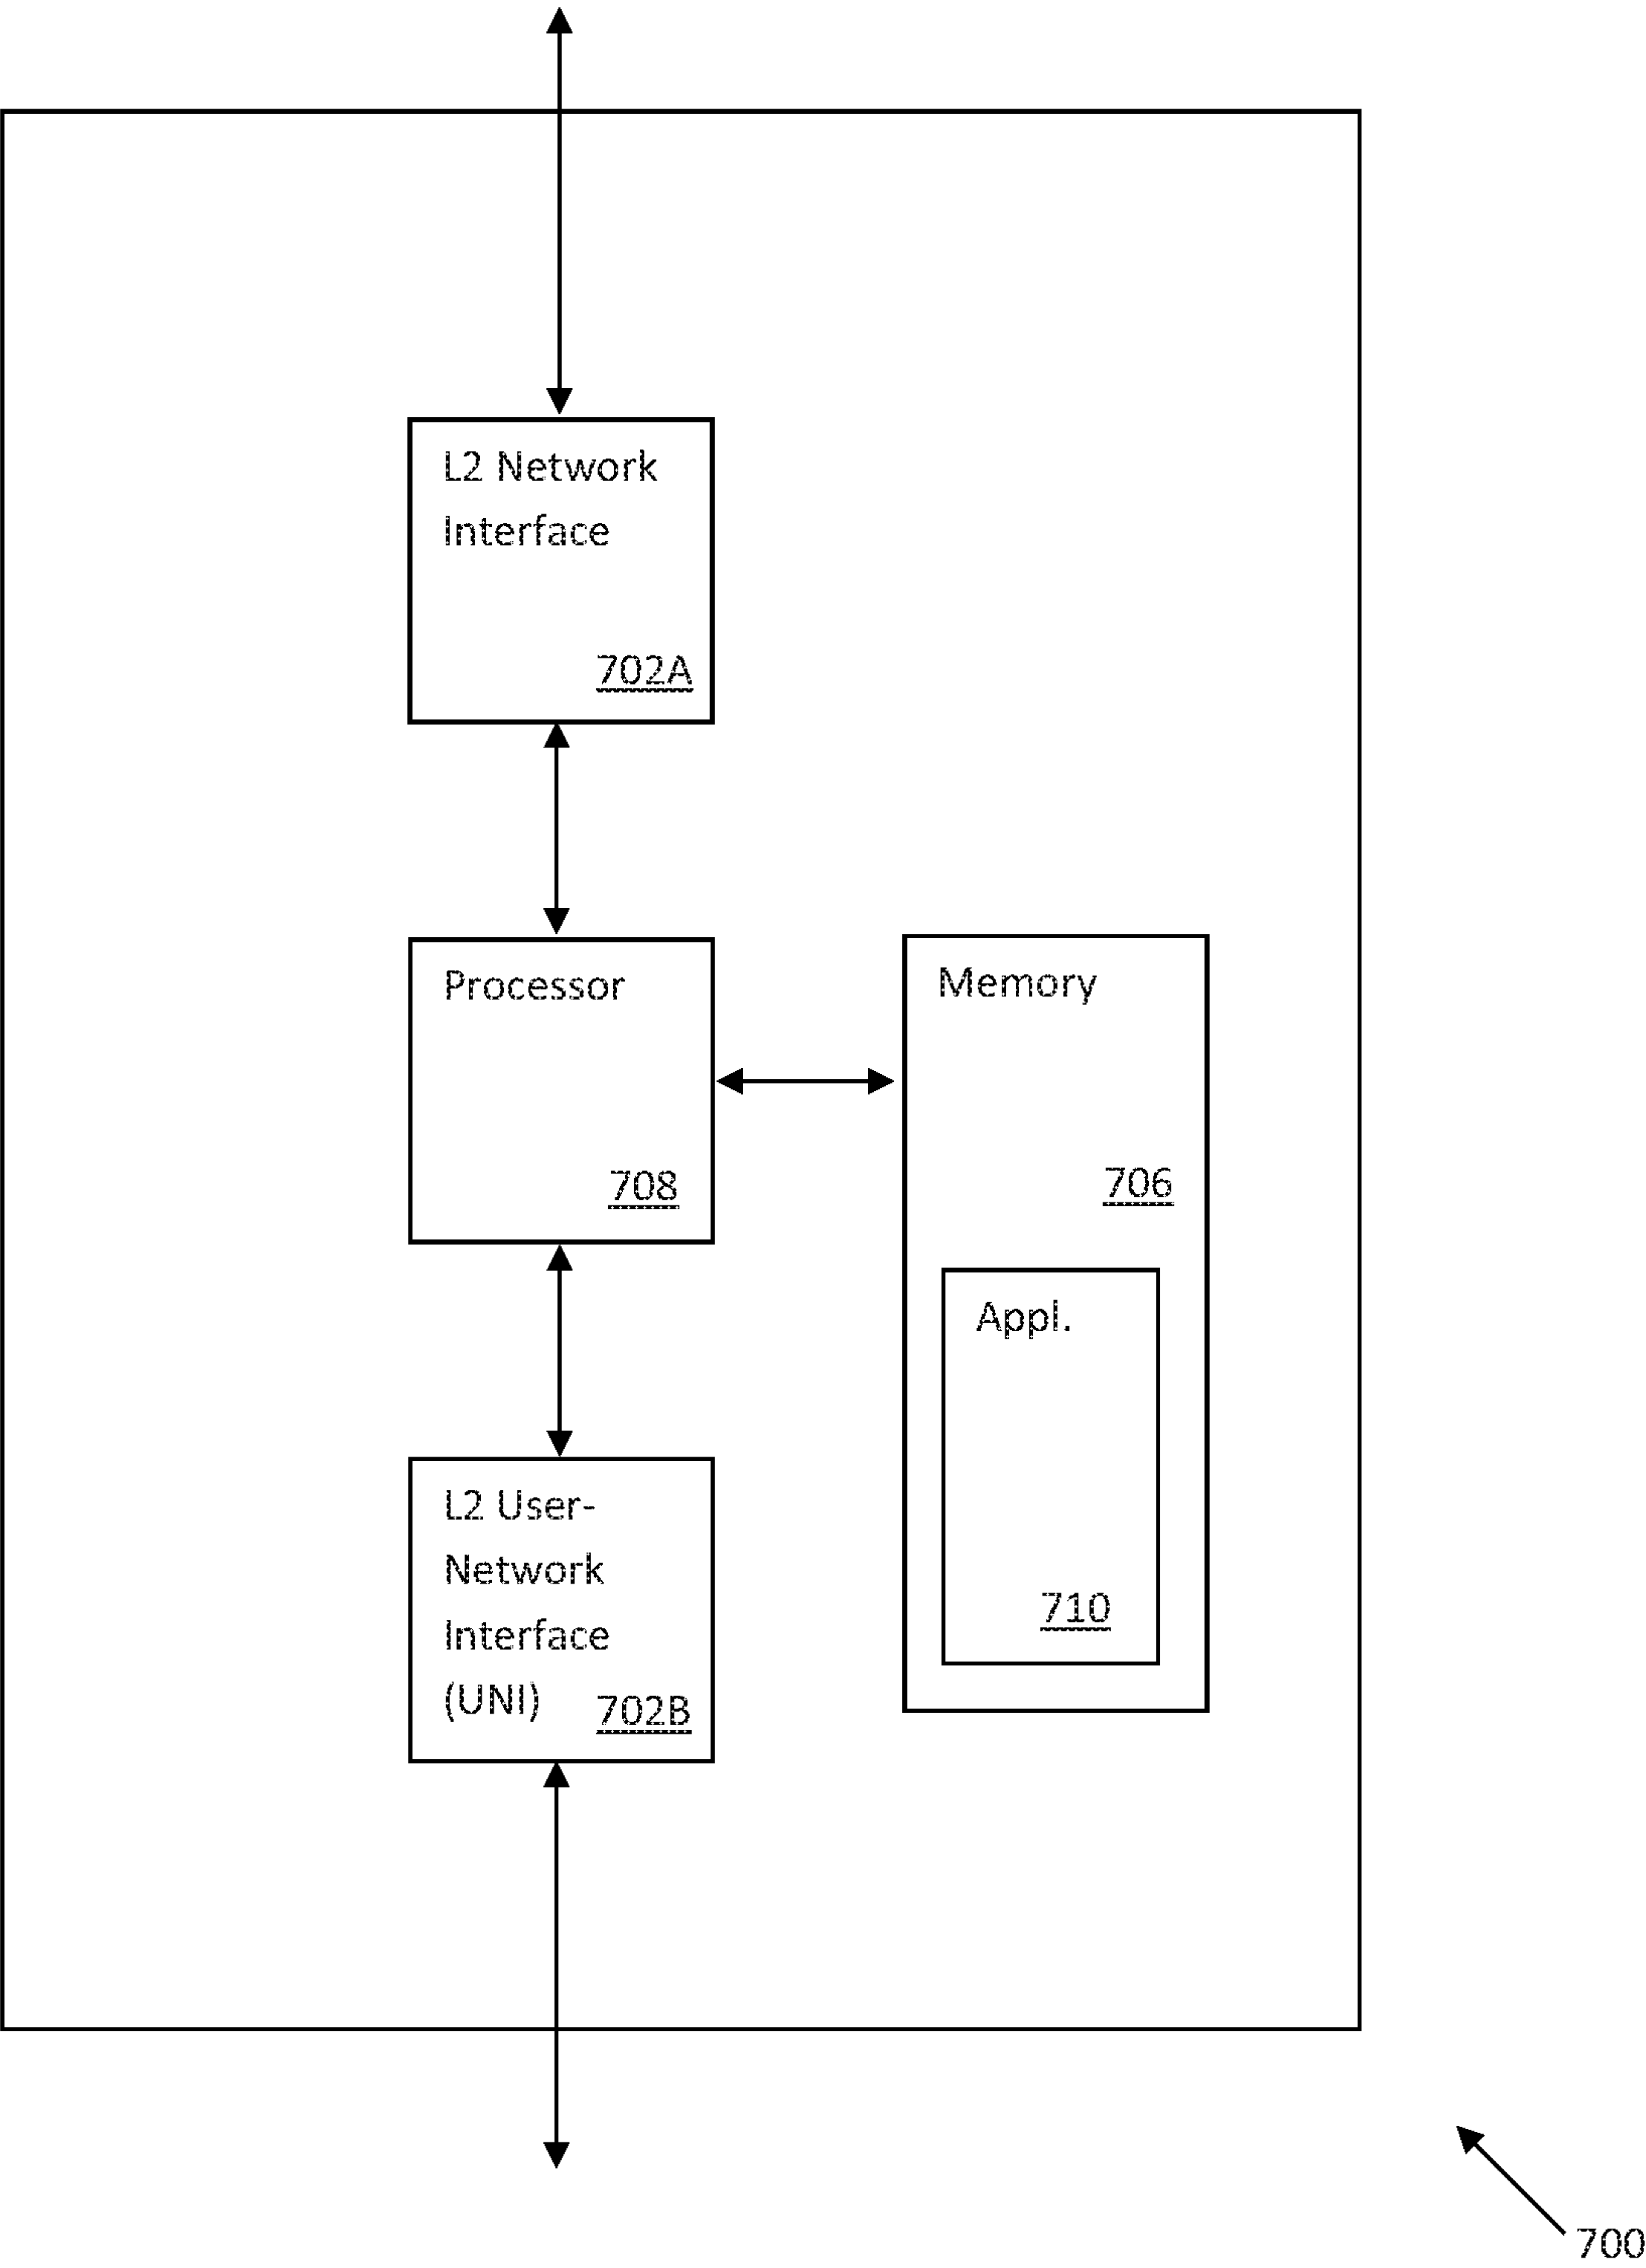 L2 Network
Interface
702A
Processor
708
Memory
706
Appl.
710
L2 User-
Network
Interface
(UNI)
702B
700